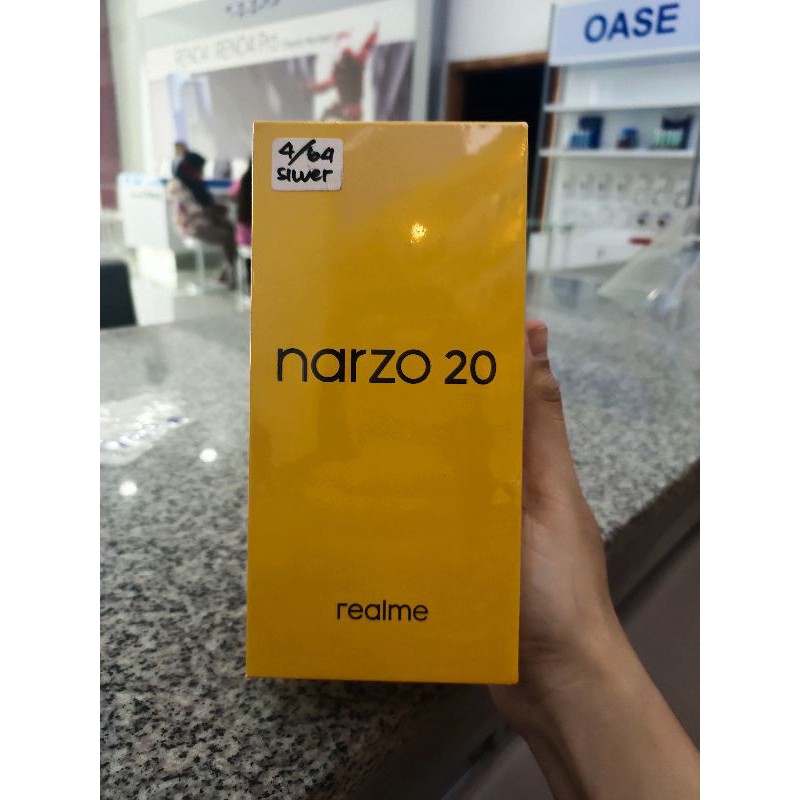 OASE
4/64
silver
narzo 20
realme